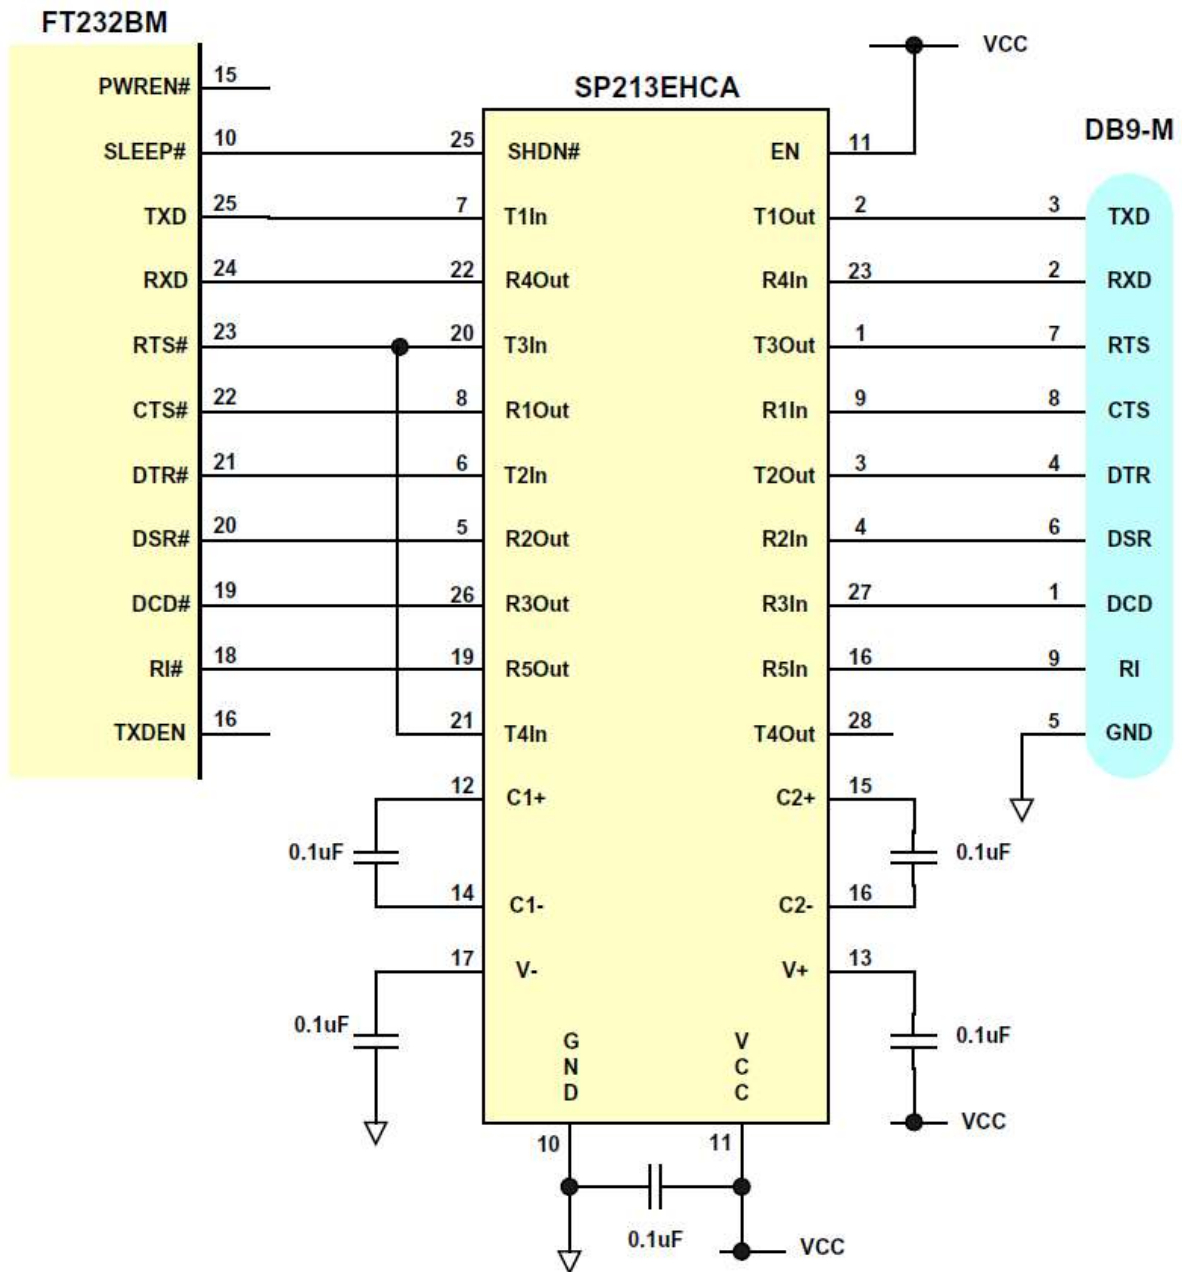 FT232BM
VCC
SP213EHCA
DB9-M
PWREN# 15
SLEEP# 10 25 SHDN# EN 11
TXD 25 7 T1In T1Out 2 3 TXD
RXD 24 22 R4Out R4In 23 2 RXD
RTS# 23 20 T3In T3Out 1 7 RTS
CTS# 22 8 R1Out R1In 9 8 CTS
DTR# 21 6 T2In T2Out 3 4 DTR
DSR# 20 5 R2Out R2In 4 6 DSR
DCD# 19 26 R3Out R3In 27 1 DCD
RI# 18 19 R5Out R5In 16 9 RI
TXDEN 16 21 T4In T4Out 28 5 GND
12 C1+ C2+ 15
0.1uF 0.1uF
14 C1- C2- 16
17 V- V+ 13
0.1uF 0.1uF
GND VCC
VCC
10 11
0.1uF VCC